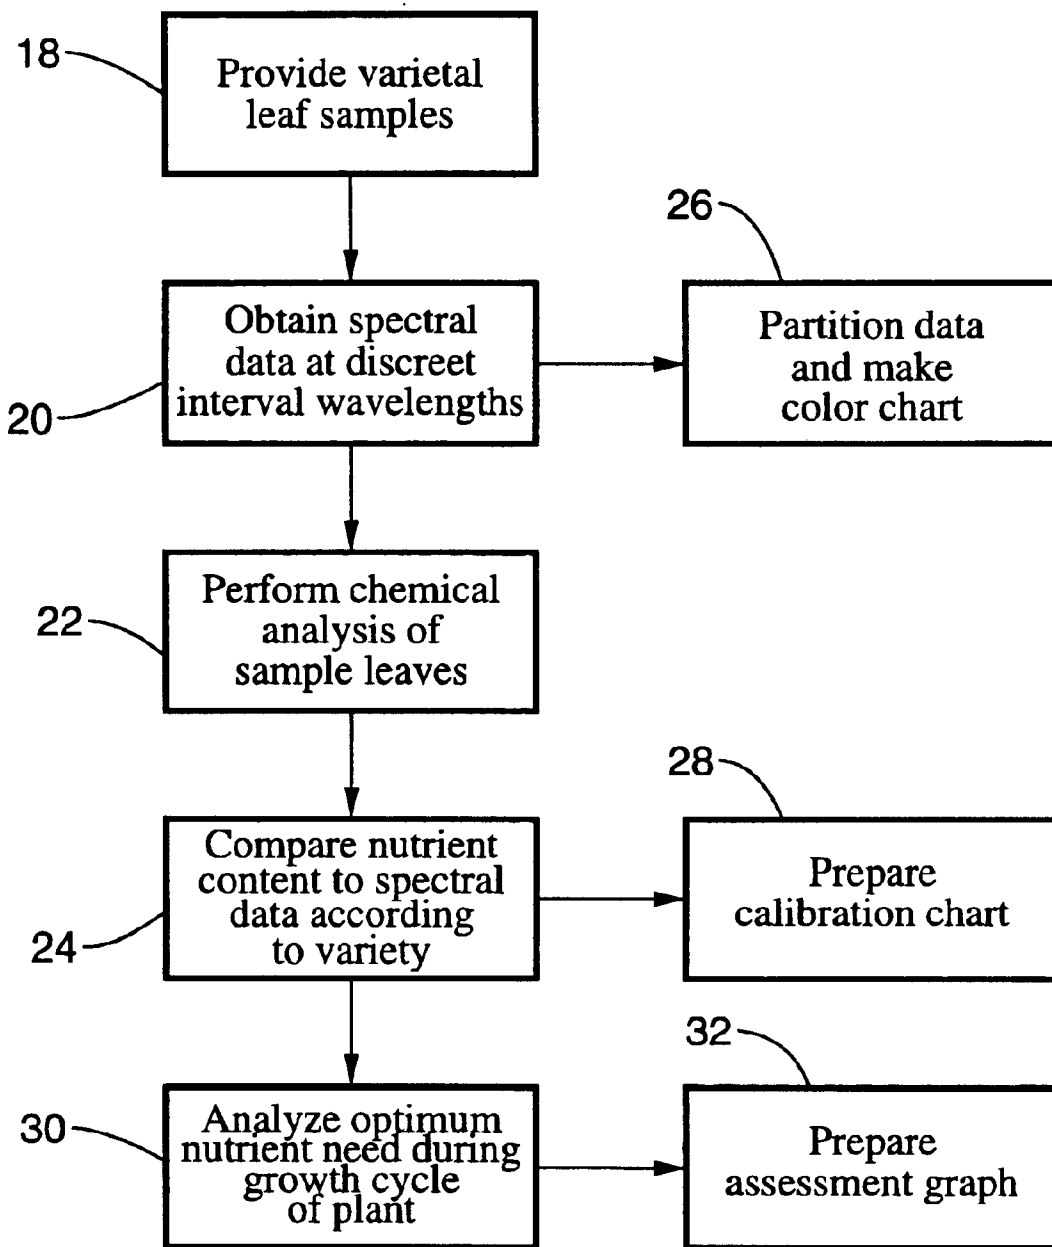 18
Provide varietal
leaf samples
26
Obtain spectral
data at discreet
interval wavelengths
20
Partition data
and make
color chart
22
Perform chemical
analysis of
sample leaves
28
Compare nutrient
content to spectral
data according
to variety
24
Prepare
calibration chart
32
30
Analyze optimum
nutrient need during
growth cycle
of plant
Prepare
assessment graph